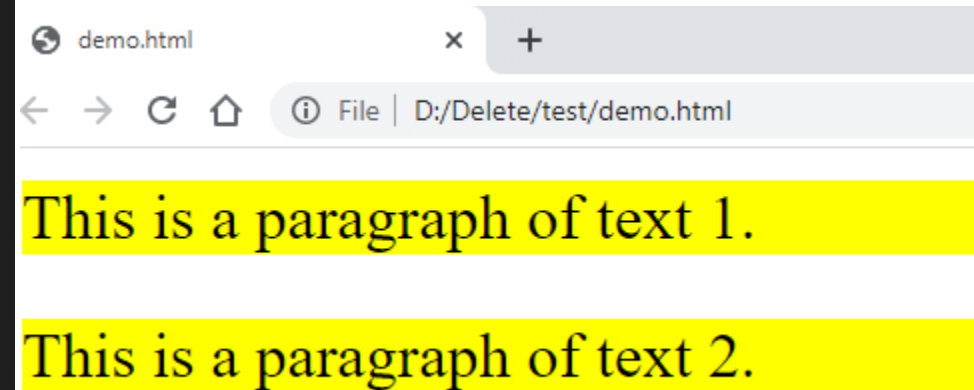 demo.html
File D:/Delete/test/demo.html
This is a paragraph of text 1.
This is a paragraph of text 2.